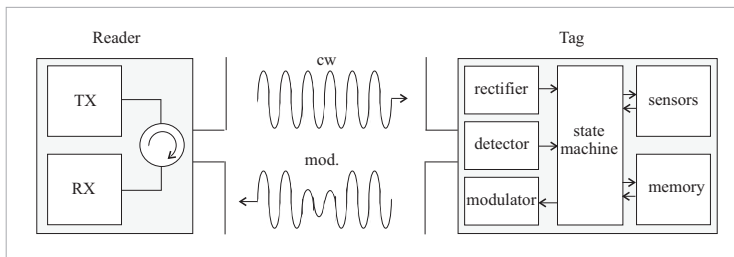 Reader
Tag
TX
RX
cw
mod.
rectifier
detector
modulator
state
machine
sensors
memory